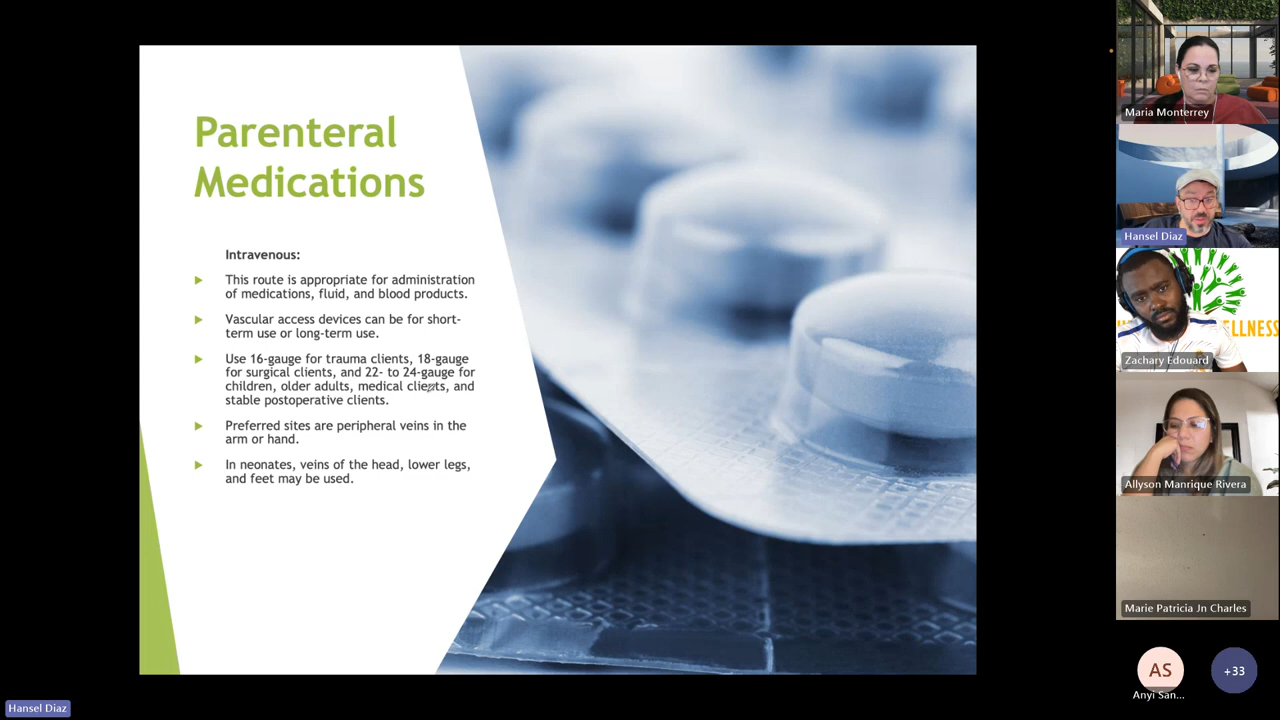 Parenteral
Medications
Intravenous:
This route is appropriate for administration
of medications, fluid, and blood products.
Vascular access devices can be for short-
term use or long-term use.
Use 16-gauge for trauma clients, 18-gauge
for surgical clients, and 22- to 24-gauge for
children, older adults, medical clients, and
stable postoperative clients.
Preferred sites are peripheral veins in the
arm or hand.
In neonates, veins of the head, lower legs,
and feet may be used.
Maria Monterrey
Hansel Diaz
ELLNESS
Zachary Edouard
Allyson Manrique Rivera
Marie Patricia Jn Charles
AS
+33
Anyi San...
Hansel Diaz